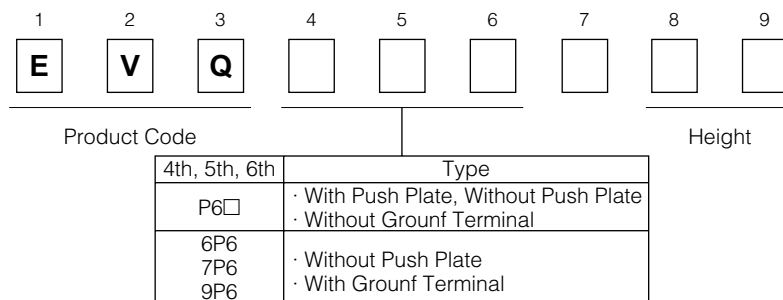 1 2 3 4 5 6 7 8 9
E V Q
Product Code Height
4th, 5th, 6th Type
P6□ · With Push Plate, Without Push Plate
· Without Grounf Terminal
6P6
7P6 · Without Push Plate
9P6 · With Grounf Terminal